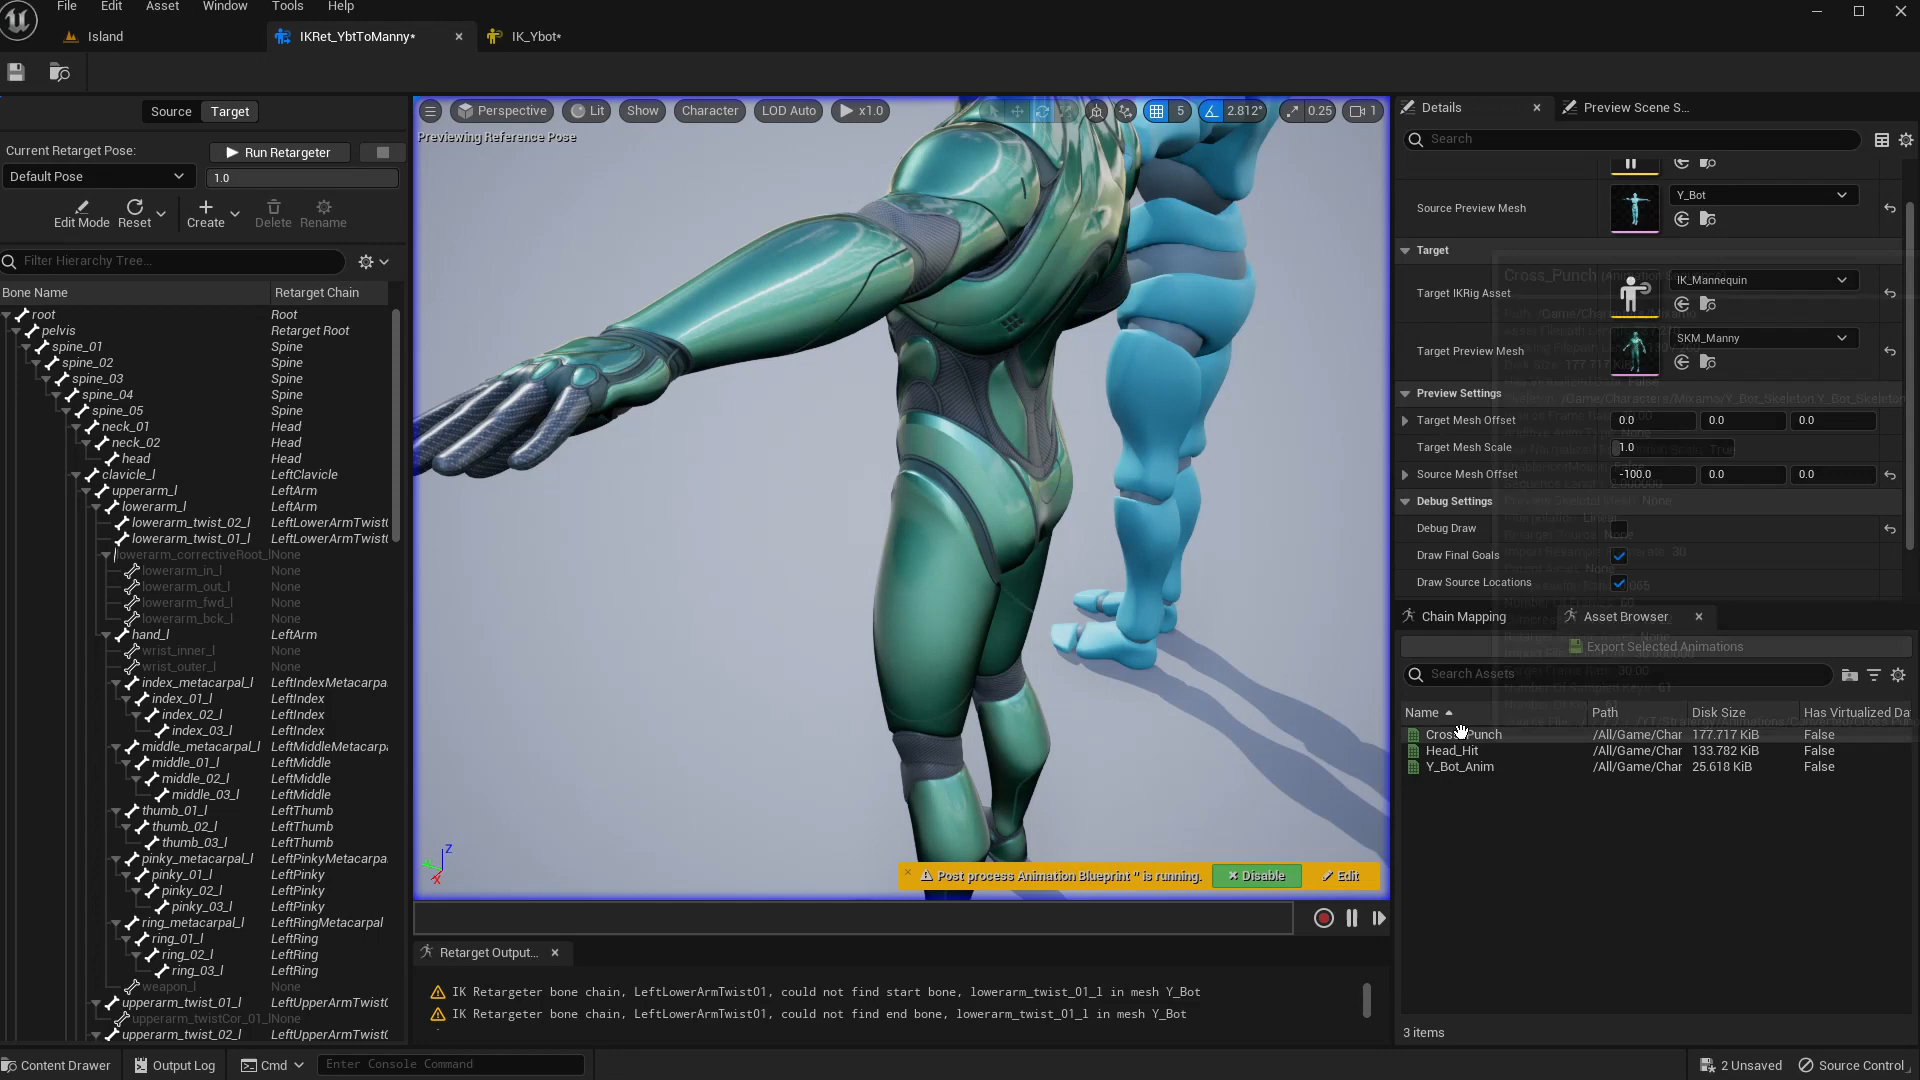 File Edit Asset Window Tools Help
Island IKRet_YbtToManny* IK_Ybot*
Source Target
Current Retarget Pose: Run Retargeter
Default Pose 1.0
Edit Mode Reset Create Delete Rename
Filter Hierarchy Tree...
Bone Name Retarget Chain
root Root
pelvis Retarget Root
spine_01 Spine
spine_02 Spine
spine_03 Spine
spine_04 Spine
spine_05 Spine
neck_01 Head
neck_02 Head
head Head
clavicle_l LeftClavicle
upperarm_l LeftArm
lowerarm_l LeftArm
lowerarm_twist_02_l LeftLowerArmTwist
lowerarm_twist_01_l LeftLowerArmTwist
lowerarm_correctiveRoot_l None
lowerarm_in_l None
lowerarm_out_l None
lowerarm_fwd_l None
lowerarm_bck_l None
hand_l LeftArm
wrist_inner_l None
wrist_outer_l None
index_metacarpal_l LeftIndexMetacarpa
index_01_l LeftIndex
index_02_l LeftIndex
index_03_l LeftIndex
middle_metacarpal_l LeftMiddleMetacarp
middle_01_l LeftMiddle
middle_02_l LeftMiddle
middle_03_l LeftMiddle
thumb_01_l LeftThumb
thumb_02_l LeftThumb
thumb_03_l LeftThumb
pinky_metacarpal_l LeftPinkyMetacarpa
pinky_01_l LeftPinky
pinky_02_l LeftPinky
pinky_03_l LeftPinky
ring_metacarpal_l LeftRingMetacarpal
ring_01_l LeftRing
ring_02_l LeftRing
ring_03_l LeftRing
weapon_l None
upperarm_twist_01_l LeftUpperArmTwist
upperarm_twistCor_01_l None
upperarm_twist_02_l LeftUpperArmTwist
Perspective Lit Show Character LOD Auto x1.0 5 2.812° 0.25 1
Previewing Reference Pose
Z
X
Post process Animation Blueprint '' is running. Disable Edit
Retarget Output...
IK Retargeter bone chain, LeftLowerArmTwist01, could not find start bone, lowerarm_twist_01_l in mesh Y_Bot
IK Retargeter bone chain, LeftLowerArmTwist01, could not find end bone, lowerarm_twist_01_l in mesh Y_Bot
Details Preview Scene S...
Search
Source Preview Mesh Y_Bot
Target
Cross_Punch
Target IKRig Asset IK_Mannequin
Target Preview Mesh SKM_Manny
Preview Settings
Target Mesh Offset 0.0 0.0 0.0
Target Mesh Scale 1.0
Source Mesh Offset -100.0 0.0 0.0
Debug Settings
Debug Draw
Draw Final Goals
Draw Source Locations
Chain Mapping Asset Browser
Export Selected Animations
Search Assets
Name Path Disk Size Has Virtualized Da
Cross_Punch /All/Game/Char 177.717 KiB False
Head_Hit /All/Game/Char 133.782 KiB False
Y_Bot_Anim /All/Game/Char 25.618 KiB False
3 items
Content Drawer Output Log Cmd Enter Console Command 2 Unsaved Source Control